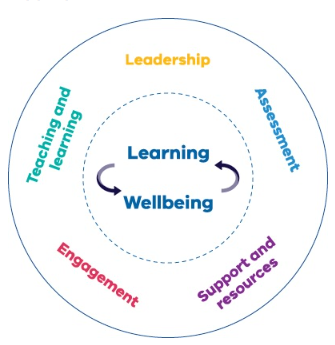 Leadership
Teaching and
learning
Assessment
Learning
Wellbeing
Engagement
Support and
resources